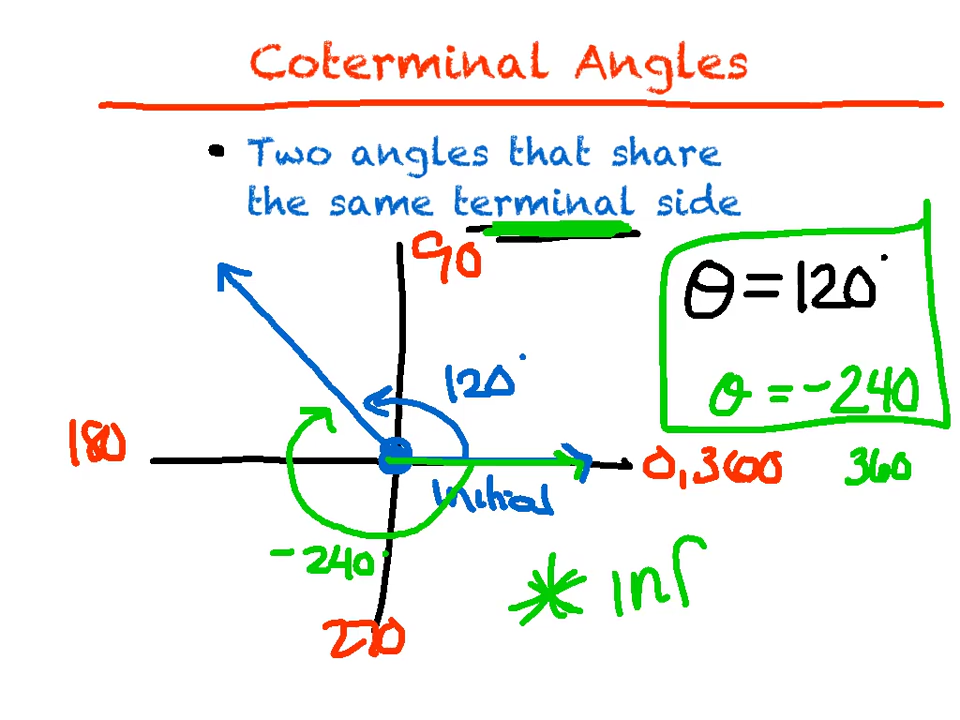 Coterminal Angles
• Two angles that share
the same terminal side
90
θ = 120°
120°
θ = -240
180
0,360
360
initial
-240°
* inf
270